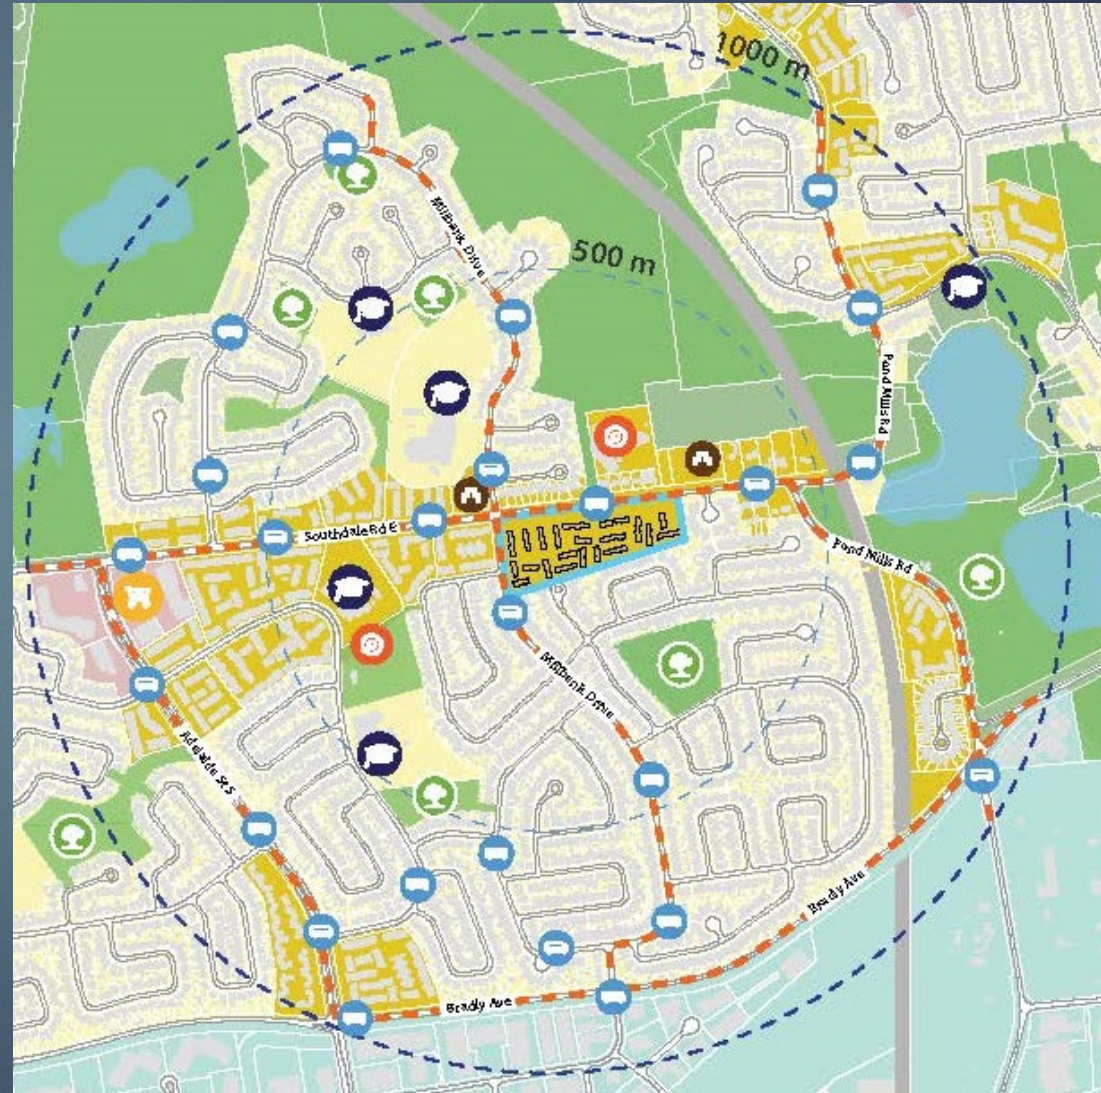 1000 m
Millbank Drive
500 m
Pond Mills Rd
Southdale Rd E
Pond Mills Rd
Millbank Drive
Adelaide St S
Bradly Ave
Bradly Ave